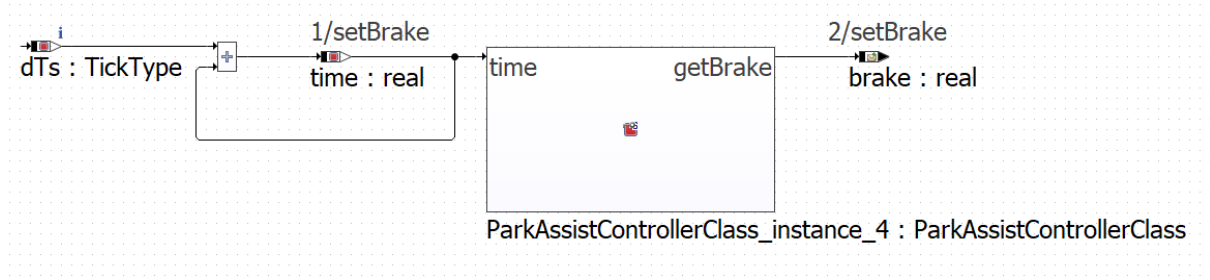 1/setBrake
2/setBrake
i
dTs : TickType
time : real
time
getBrake
brake : real
ParkAssistControllerClass_instance_4 : ParkAssistControllerClass